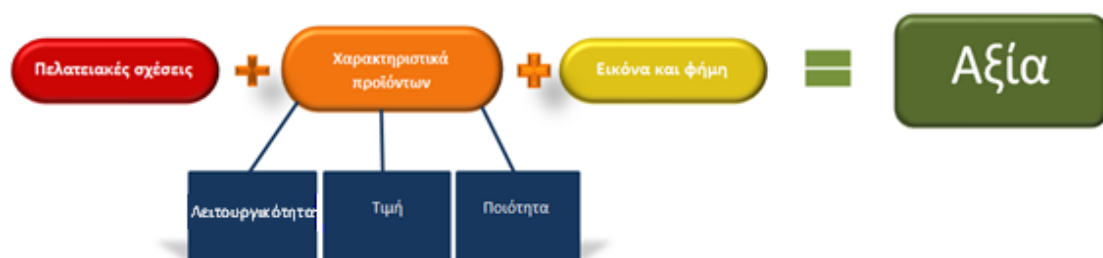 Πελατειακές σχέσεις
+
Χαρακτηριστικά
προϊόντων
+
Εικόνα και φήμη
=
Αξία
Λειτουργικότητα
Τιμή
Ποιότητα